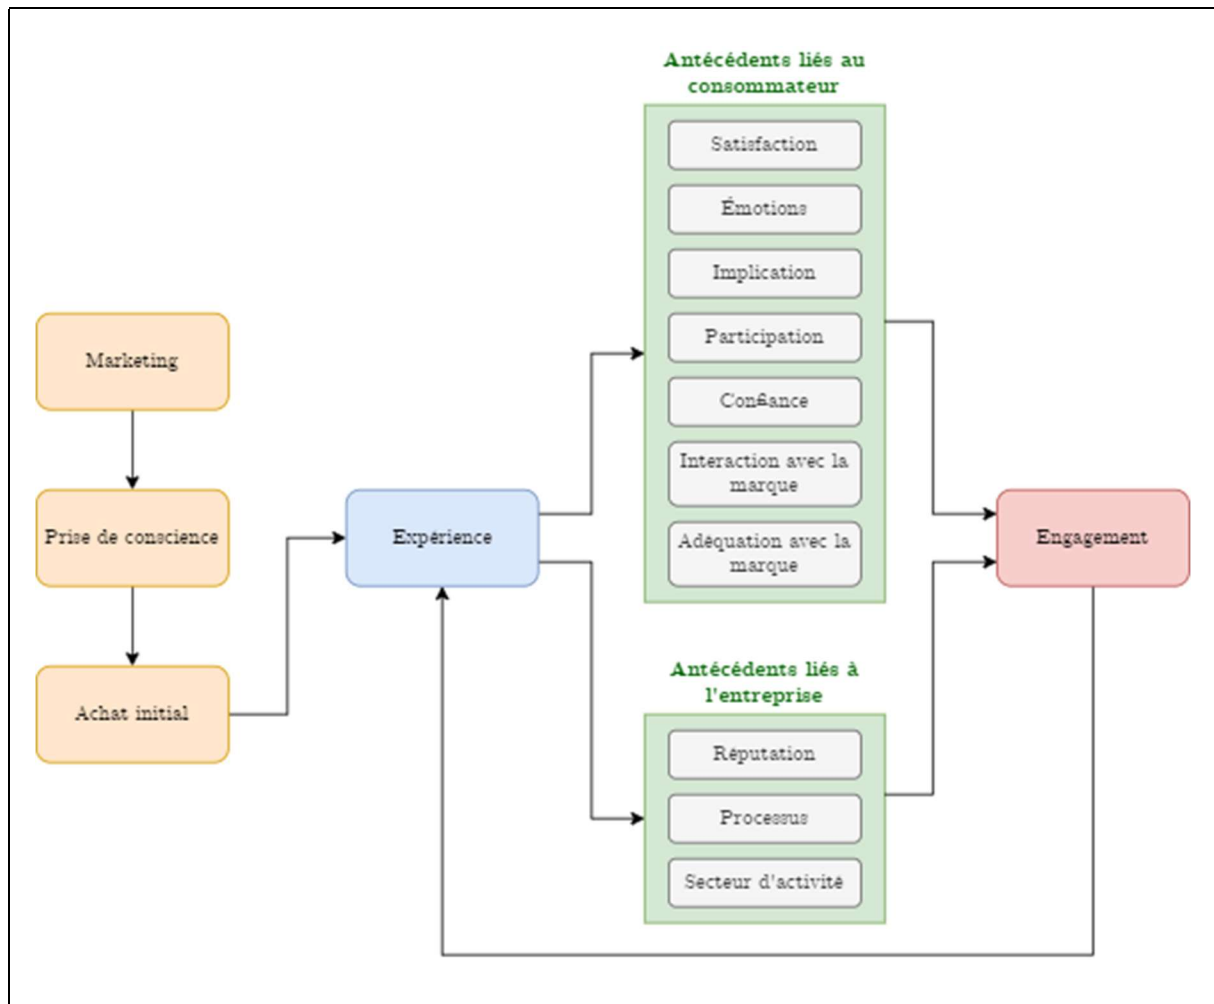 Marketing
Prise de conscience
Achat initial
Expérience
Antécédents liés au
consommateur
Satisfaction
Émotions
Implication
Participation
Confiance
Interaction avec la
marque
Adéquation avec la
marque
Antécédents liés à
l'entreprise
Réputation
Processus
Secteur d'activité
Engagement